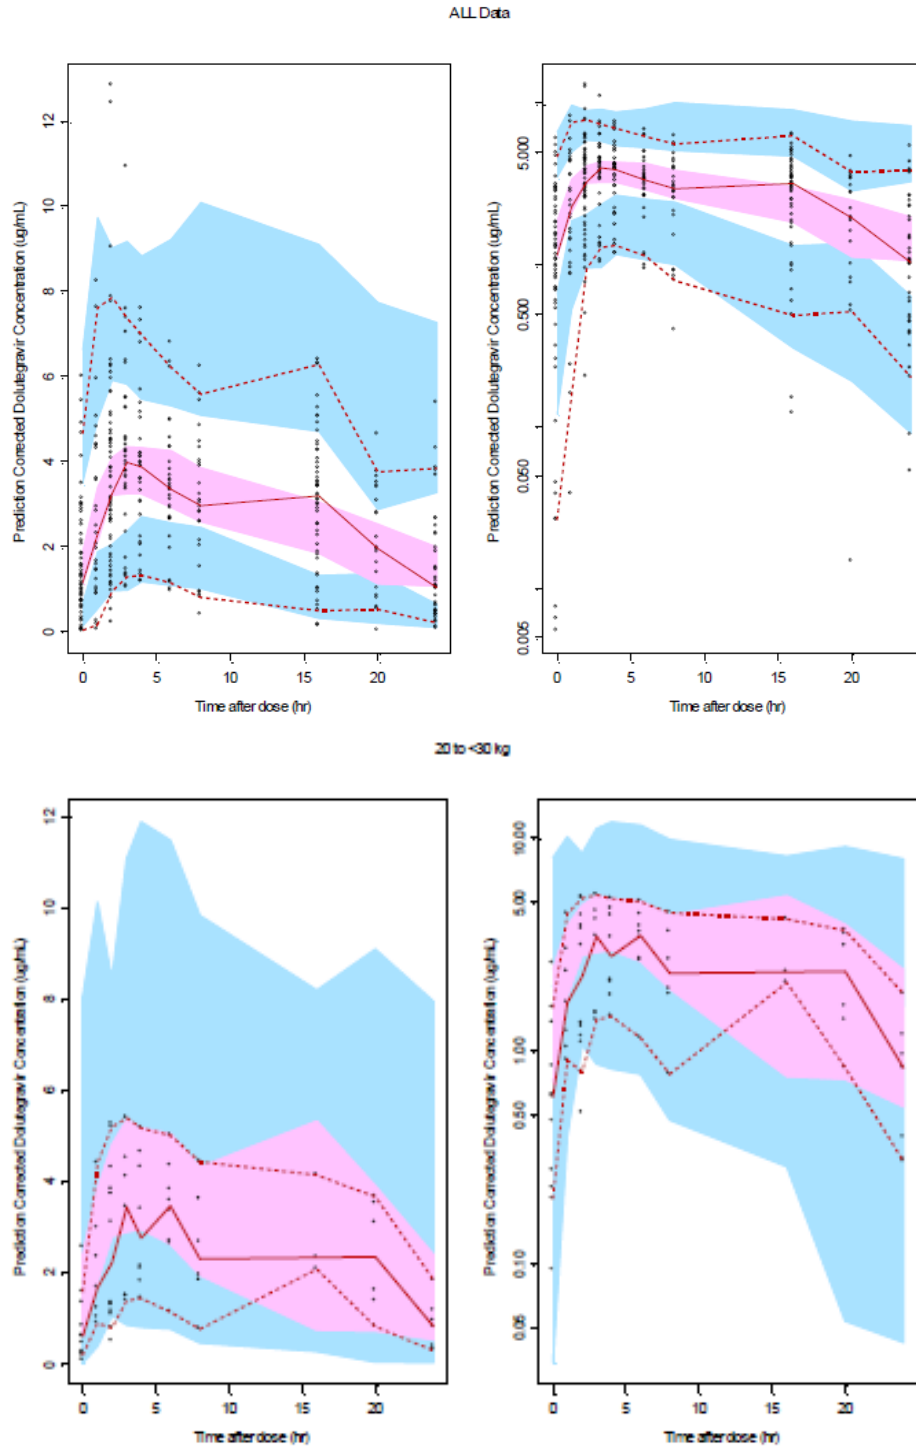 ALL Data
Prediction Corrected Dolutegravir Concentration (ug/mL)
12
10
8
6
4
2
0
0 5 10 15 20
Time after dose (hr)
Prediction Corrected Dolutegravir Concentration (ug/mL)
5.000
0.500
0.050
0.005
0 5 10 15 20
Time after dose (hr)
20 to <30 kg
Prediction Corrected Dolutegravir Concentration (ug/mL)
12
10
8
6
4
2
0
0 5 10 15 20
Time after dose (hr)
Prediction Corrected Dolutegravir Concentration (ug/mL)
10.00
5.00
1.00
0.50
0.10
0.05
0 5 10 15 20
Time after dose (hr)